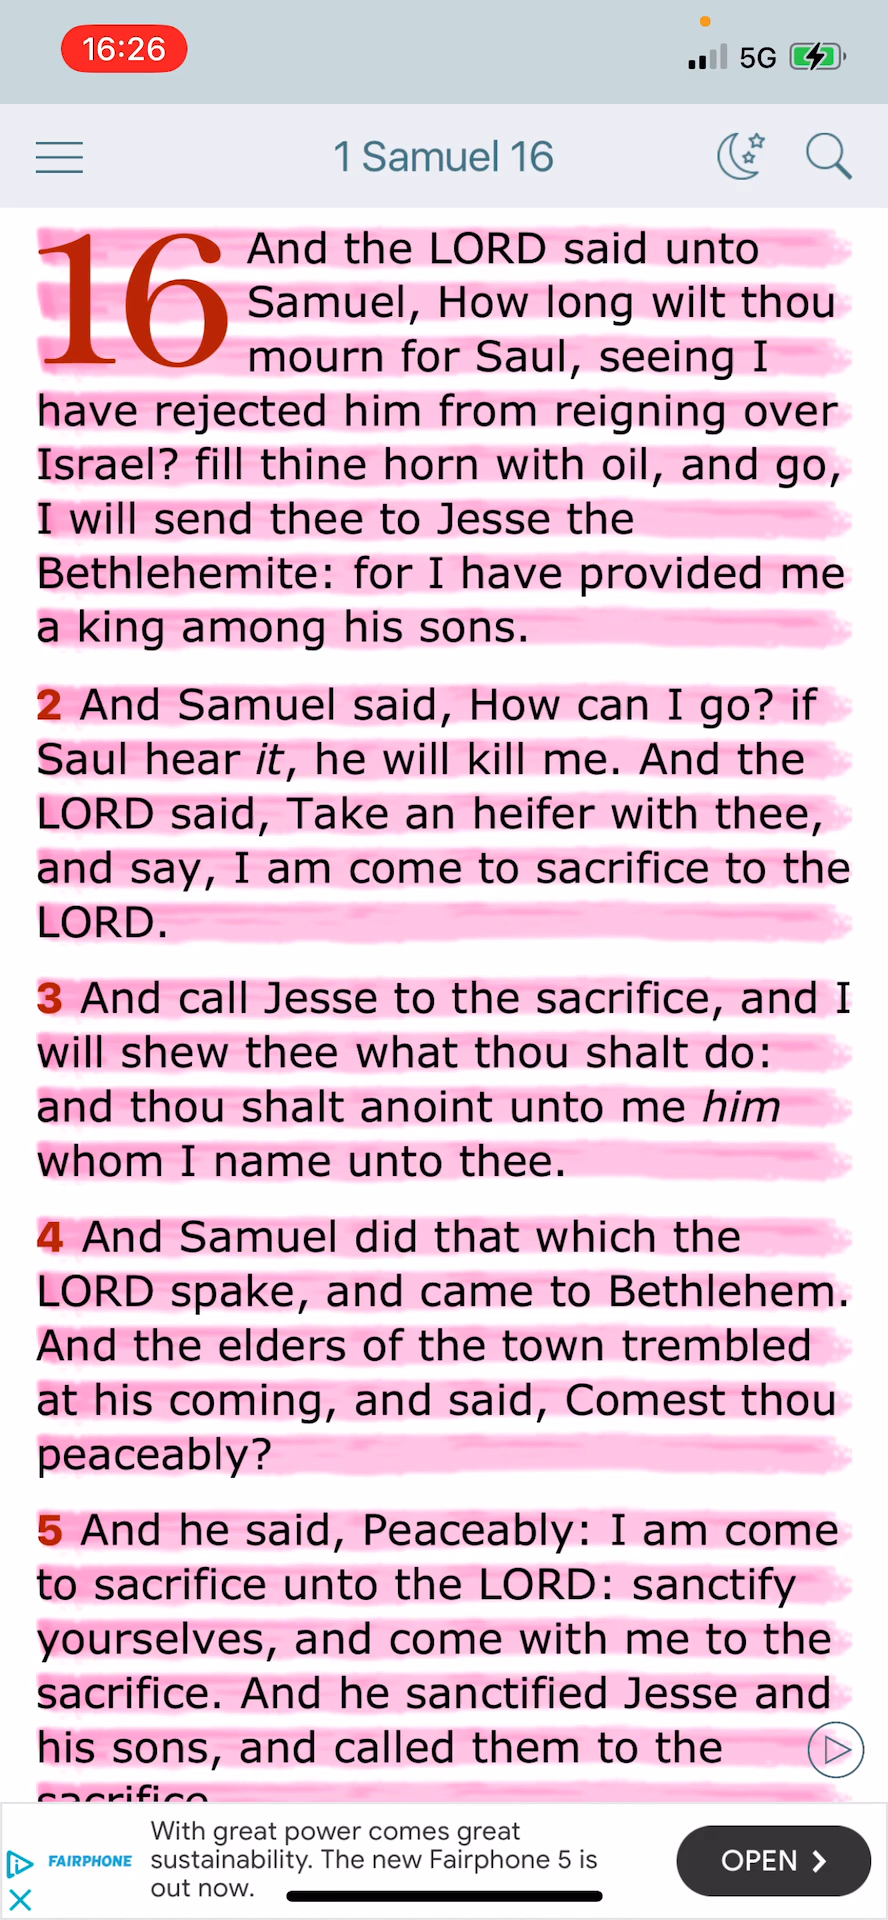 16:26
5G
1 Samuel 16
16 And the LORD said unto
Samuel, How long wilt thou
mourn for Saul, seeing I
have rejected him from reigning over
Israel? fill thine horn with oil, and go,
I will send thee to Jesse the
Bethlehemite: for I have provided me
a king among his sons.
2 And Samuel said, How can I go? if
Saul hear it, he will kill me. And the
LORD said, Take an heifer with thee,
and say, I am come to sacrifice to the
LORD.
3 And call Jesse to the sacrifice, and I
will shew thee what thou shalt do:
and thou shalt anoint unto me him
whom I name unto thee.
4 And Samuel did that which the
LORD spake, and came to Bethlehem.
And the elders of the town trembled
at his coming, and said, Comest thou
peaceably?
5 And he said, Peaceably: I am come
to sacrifice unto the LORD: sanctify
yourselves, and come with me to the
sacrifice. And he sanctified Jesse and
his sons, and called them to the
sacrifice.
With great power comes great
FAIRPHONE sustainability. The new Fairphone 5 is
out now.
OPEN